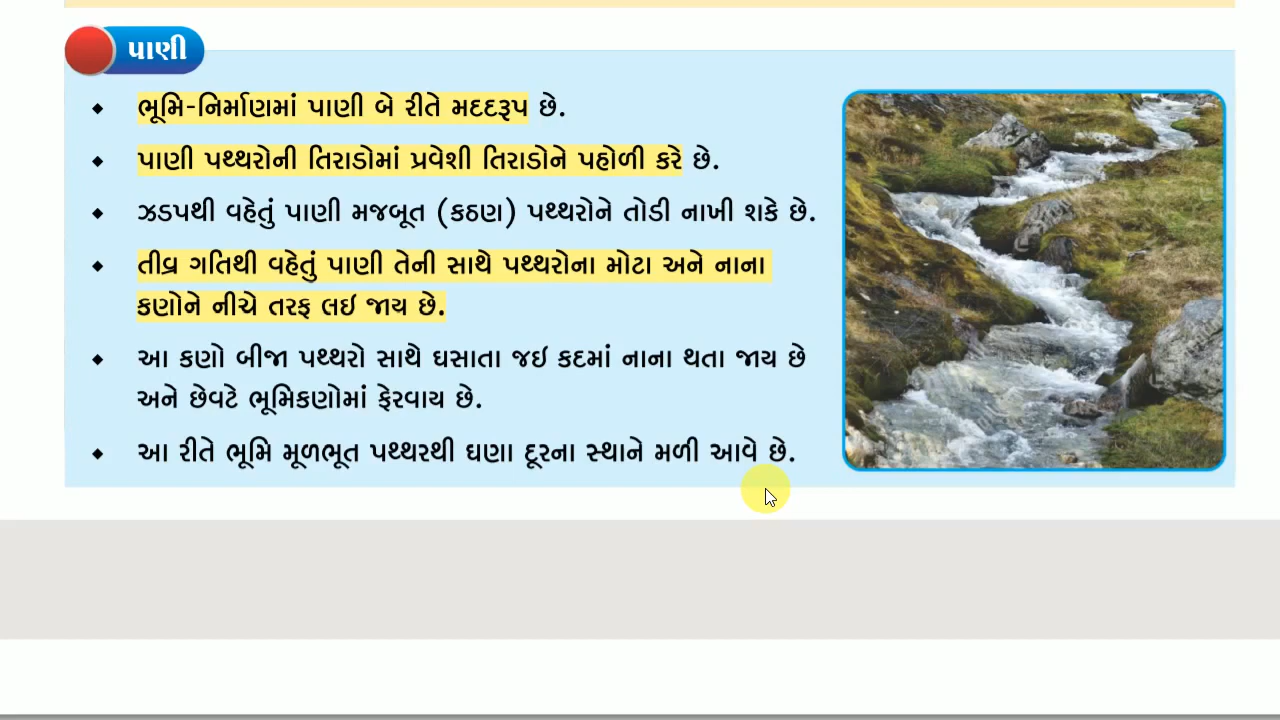 પાણી
ભૂમિ-નિર્માણમાં પાણી બે રીતે મદદરૂપ છે.
પાણી પથ્થરોની તિરાડોમાં પ્રવેશી તિરાડોને પહોળી કરે છે.
ઝડપથી વહેતું પાણી મજબૂત (કઠણ) પથ્થરોને તોડી નાખી શકે છે.
તીવ્ર ગતિથી વહેતું પાણી તેની સાથે પથ્થરોના મોટા અને નાના
કણોને નીચે તરફ લઇ જાય છે.
આ કણો બીજા પથ્થરો સાથે ઘસાતા જઇ કદમાં નાના થતા જાય છે
અને છેવટે ભૂમિકણોમાં ફેરવાય છે.
આ રીતે ભૂમિ મૂળભૂત પથ્થરથી ઘણા દૂરના સ્થાને મળી આવે છે.